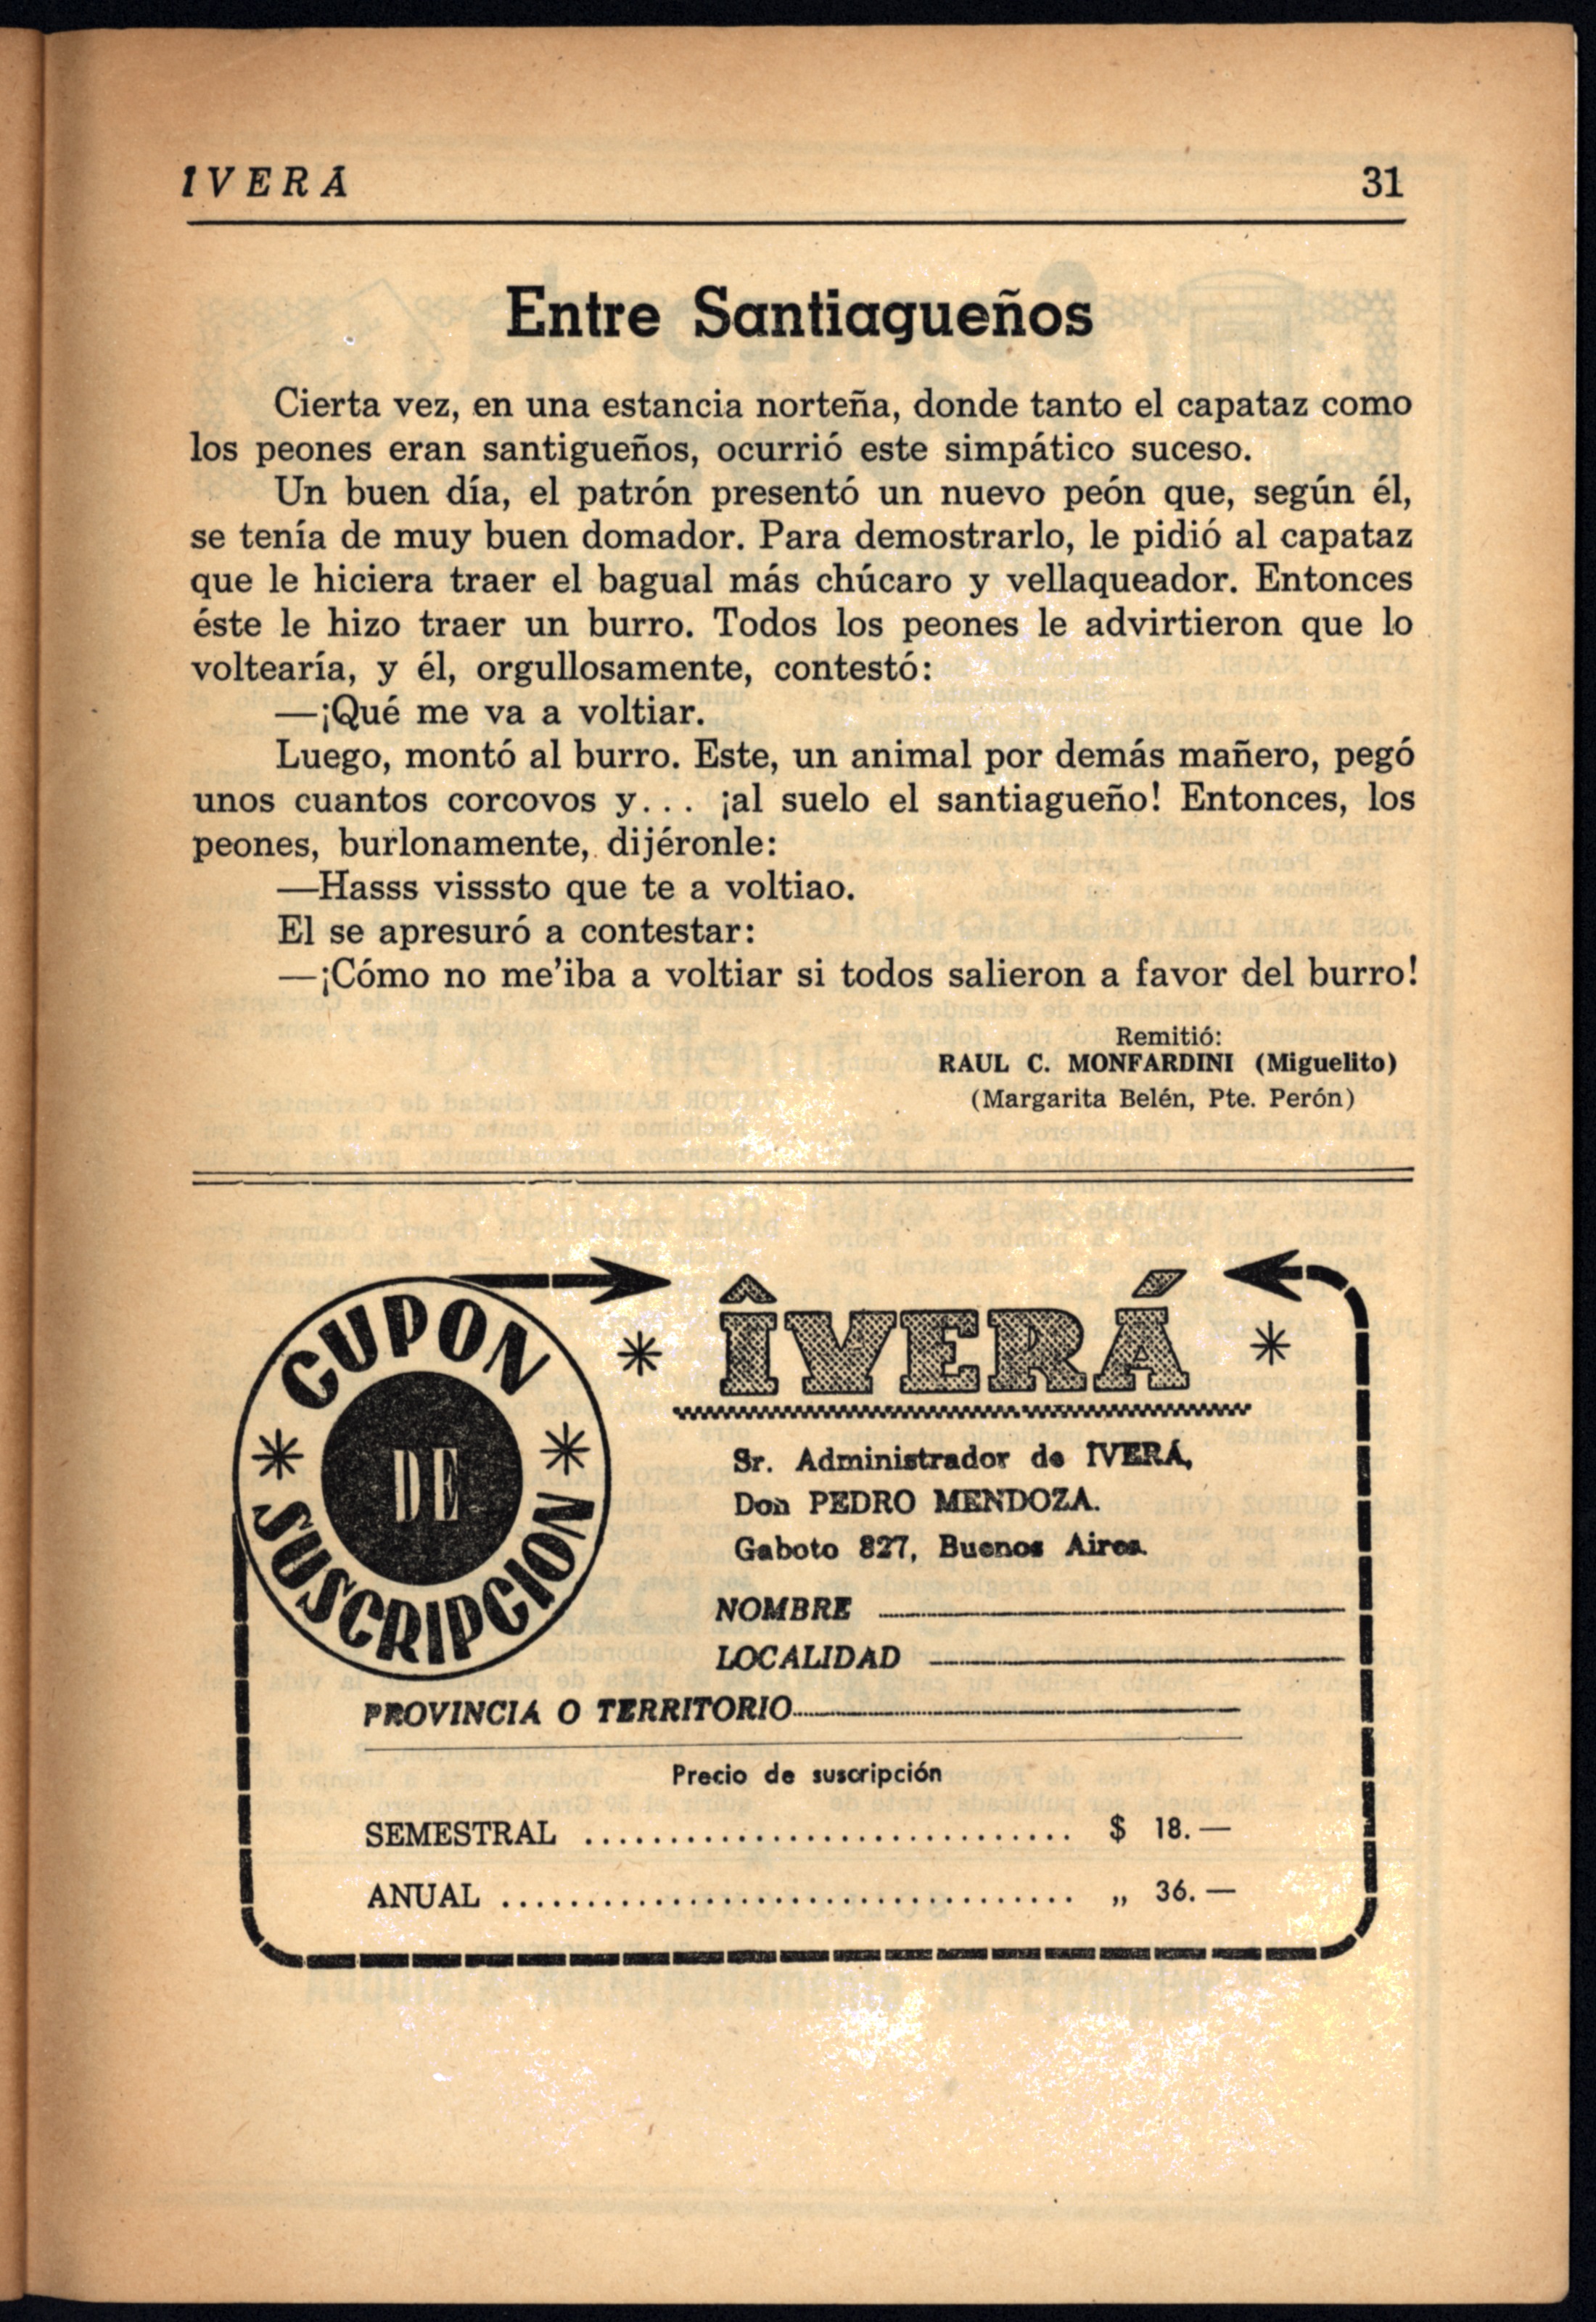 IVERÁ 31
Entre Santiagueños
Cierta vez, en una estancia norteña, donde tanto el capataz como
los peones eran santigueños, ocurrió este simpático suceso.
Un buen día, el patrón presentó un nuevo peón que, según él,
se tenía de muy buen domador. Para demostrarlo, le pidió al capataz
que le hiciera traer el bagual más chúcaro y vellaqueador. Entonces
éste le hizo traer un burro. Todos los peones le advirtieron que lo
voltearía, y él, orgullosamente, contestó:
—¡Qué me va a voltiar.
Luego, montó al burro. Este, un animal por demás mañero, pegó
unos cuantos corcovos y... ¡al suelo el santiagueño! Entonces, los
peones, burlonamente, dijéronle:
—Hasss visssto que te a voltiao.
El se apresuró a contestar:
—¡Cómo no me'iba a voltiar si todos salieron a favor del burro!
Remitió:
RAUL C. MONFARDINI (Miguelito)
(Margarita Belén, Pte. Perón)
CUPON
* DE *
SUSCRIPCION
* ÎVERÁ *
Sr. Administrador de ÎVERÁ,
Don PEDRO MENDOZA.
Gaboto 827, Buenos Aires.
NOMBRE
LOCALIDAD
PROVINCIA O TERRITORIO
Precio de suscripción
SEMESTRAL ............................. $ 18.—
ANUAL .................................. „ 36.—